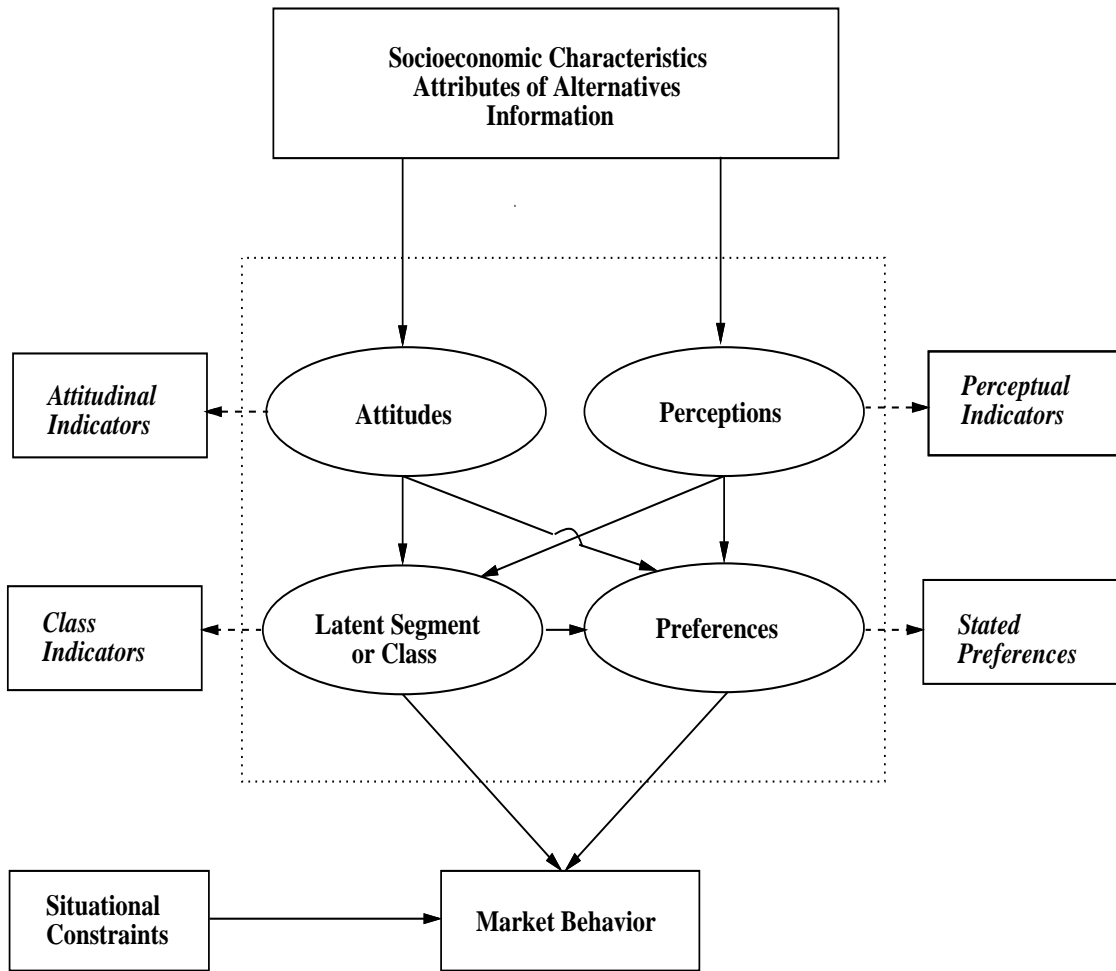 Socioeconomic Characteristics
Attributes of Alternatives
Information
Attitudinal
Indicators
Attitudes
Perceptions
Perceptual
Indicators
Class
Indicators
Latent Segment
or Class
Preferences
Stated
Preferences
Situational
Constraints
Market Behavior